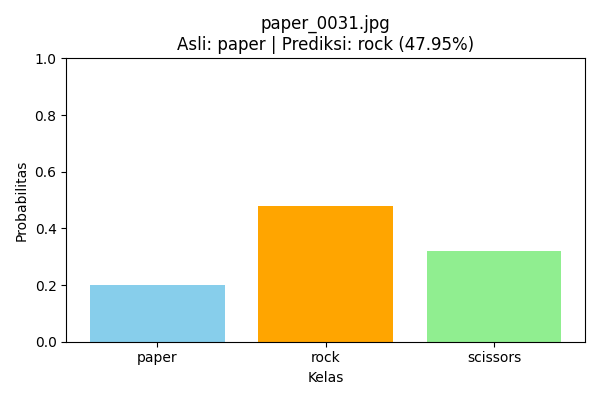 paper_0031.jpg
Asli: paper | Prediksi: rock (47.95%)
1.0
0.8
0.6
0.4
0.2
0.0
Probabilitas
paper rock scissors
Kelas